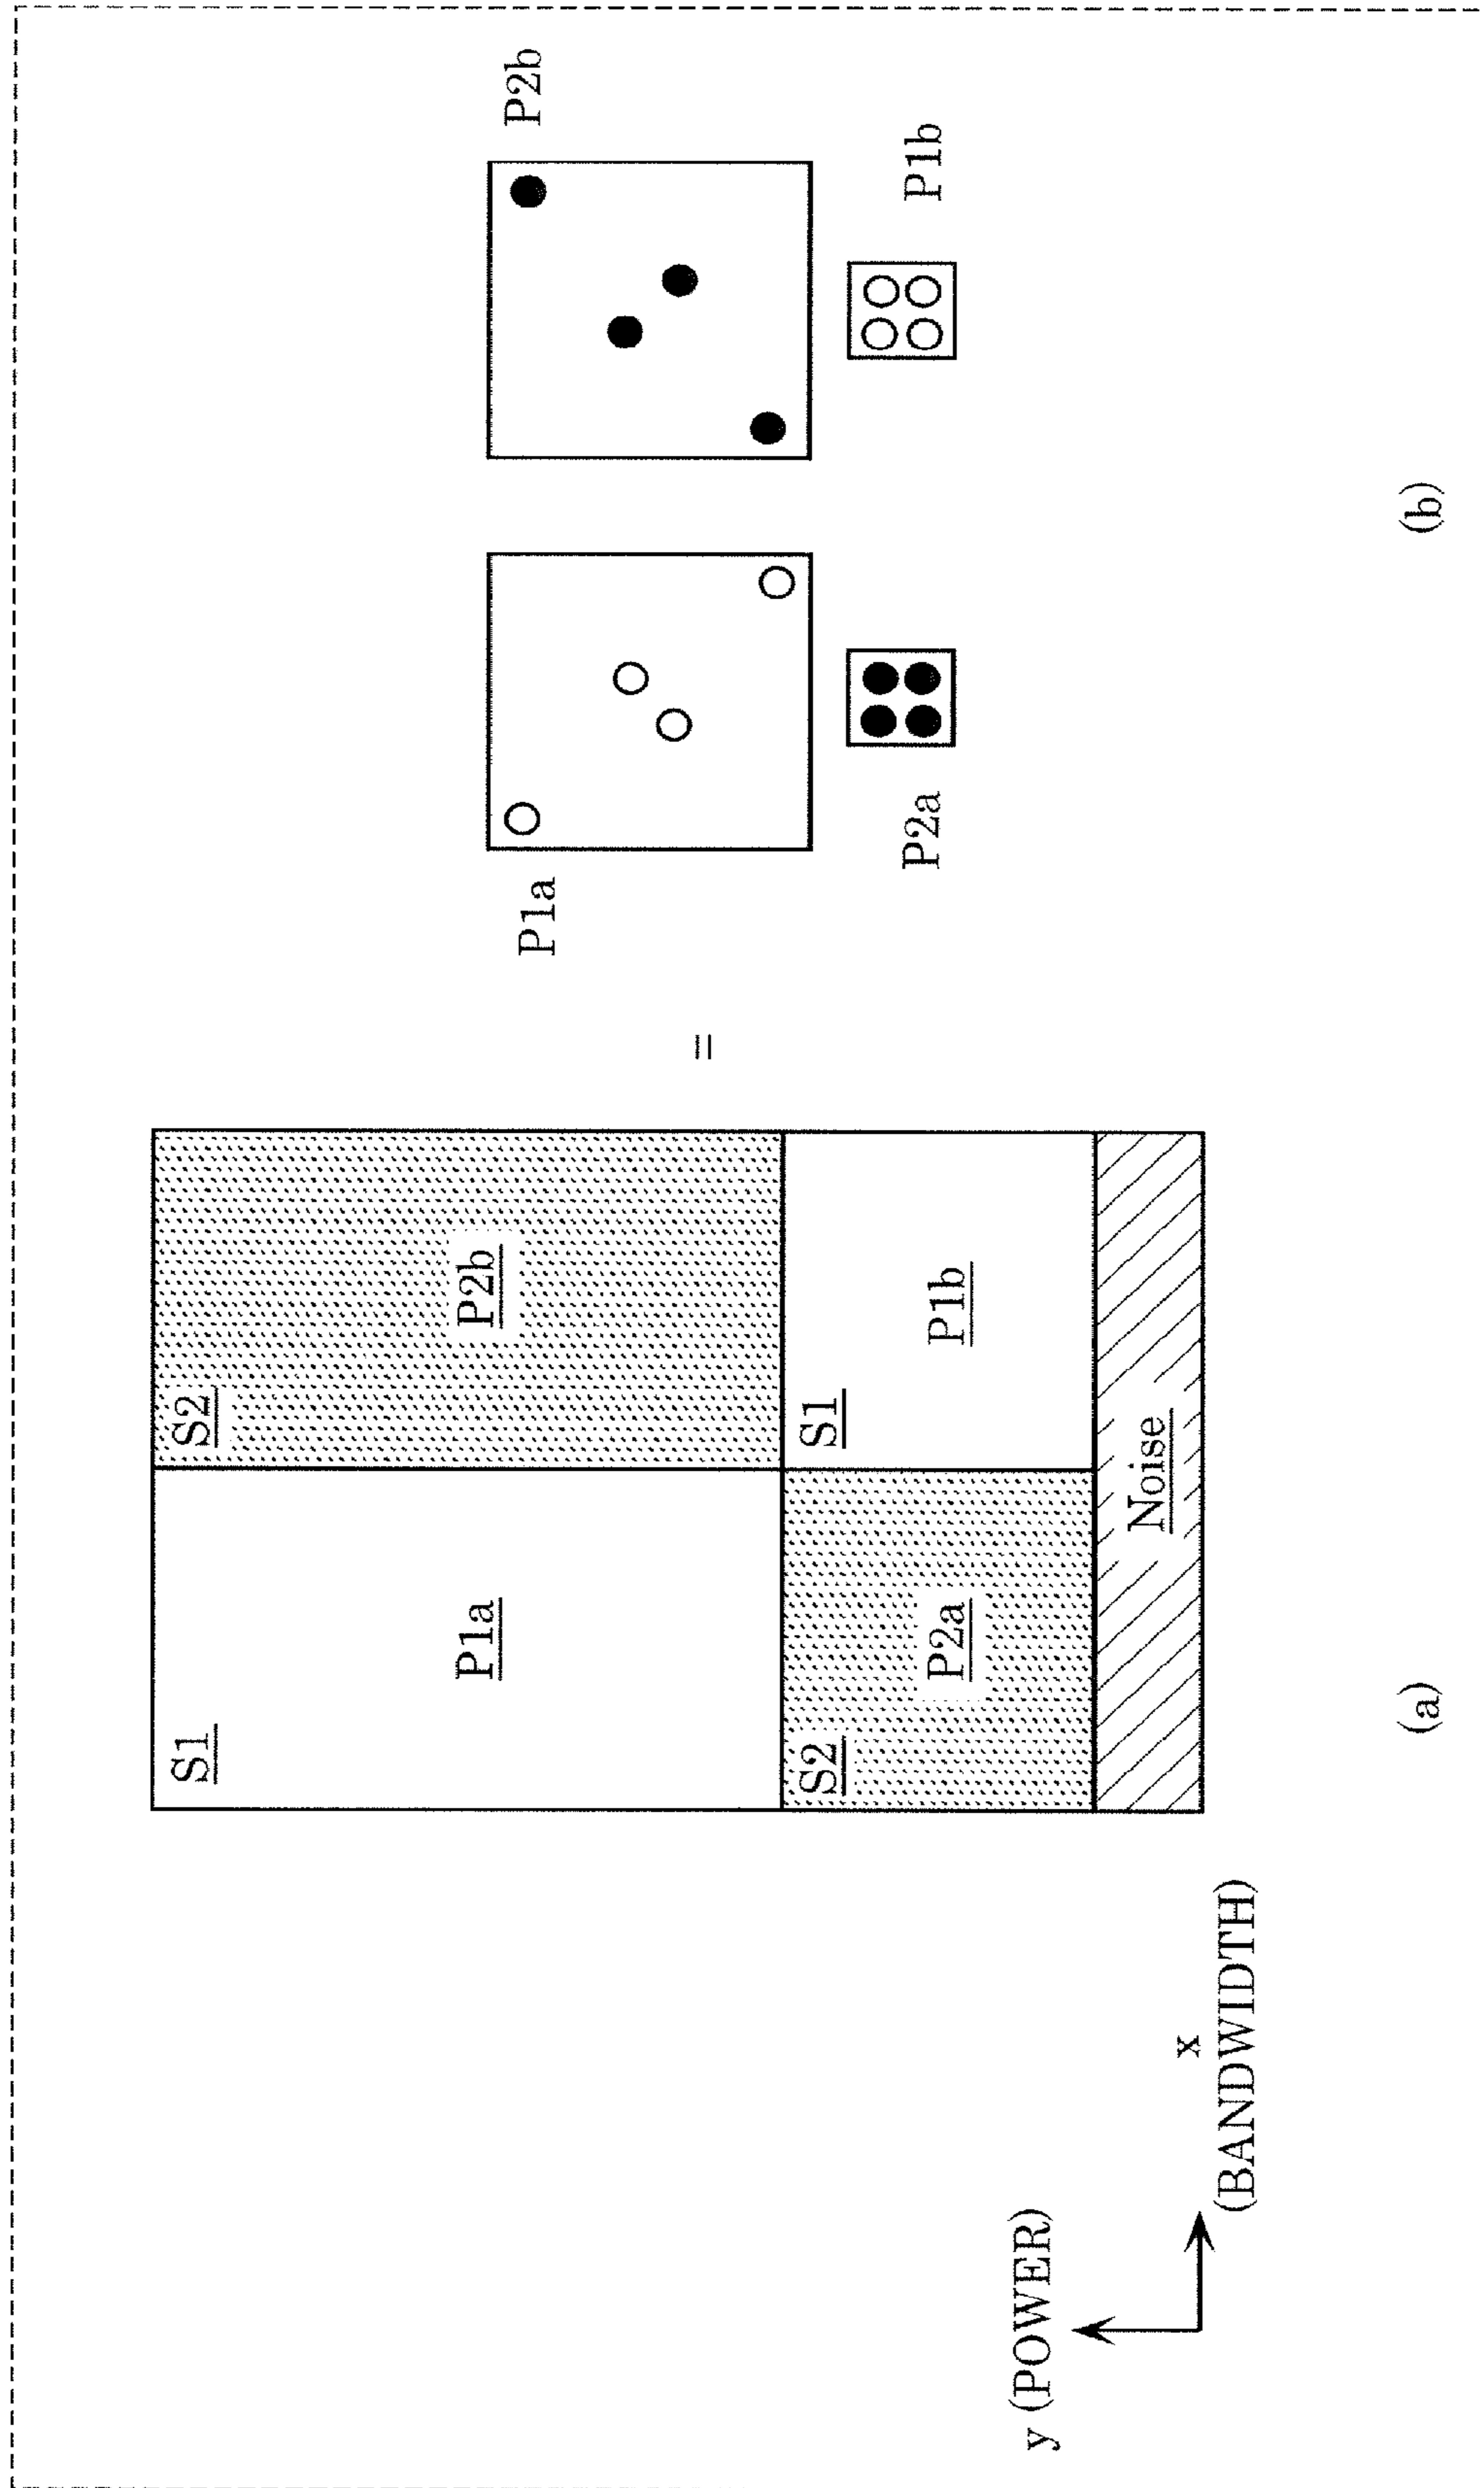 S1
S2
P1a
P2b
S2
S1
P2a
P1b
Noise
y (POWER)
x
(BANDWIDTH)
(a)
=
P1a
P2b
P2a
P1b
(b)